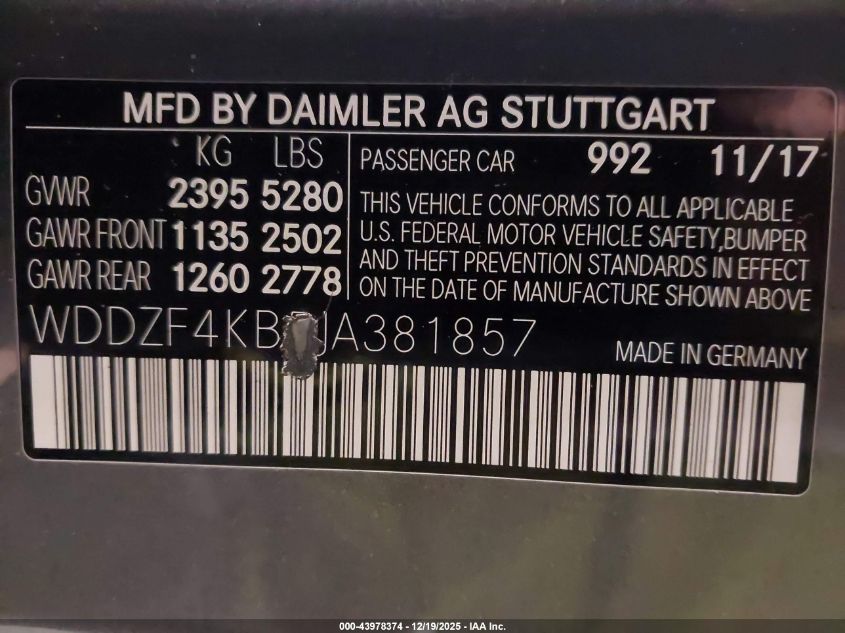 MFD BY DAIMLER AG STUTTGART
KG LBS
GVWR 2395 5280
GAWR FRONT 1135 2502
GAWR REAR 1260 2778
PASSENGER CAR 992 11/17
THIS VEHICLE CONFORMS TO ALL APPLICABLE
U.S. FEDERAL MOTOR VEHICLE SAFETY,BUMPER
AND THEFT PREVENTION STANDARDS IN EFFECT
ON THE DATE OF MANUFACTURE SHOWN ABOVE
WDDZF4KB JA381857
MADE IN GERMANY
000-43978374 - 12/19/2025 - IAA Inc.